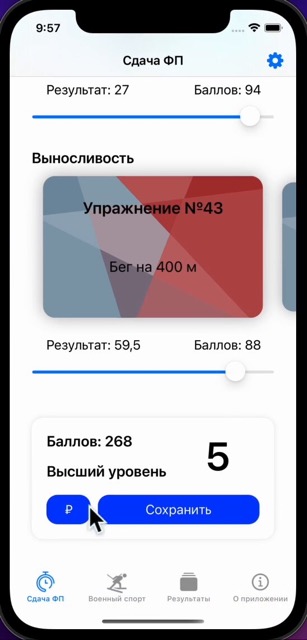 9:57
Сдача ФП
Результат: 27 Баллов: 94
Выносливость
Упражнение №43
Бег на 400 м
Результат: 59,5 Баллов: 88
Баллов: 268
5
Высший уровень
₽ Сохранить
Сдача ФП Военный спорт Результаты О приложении